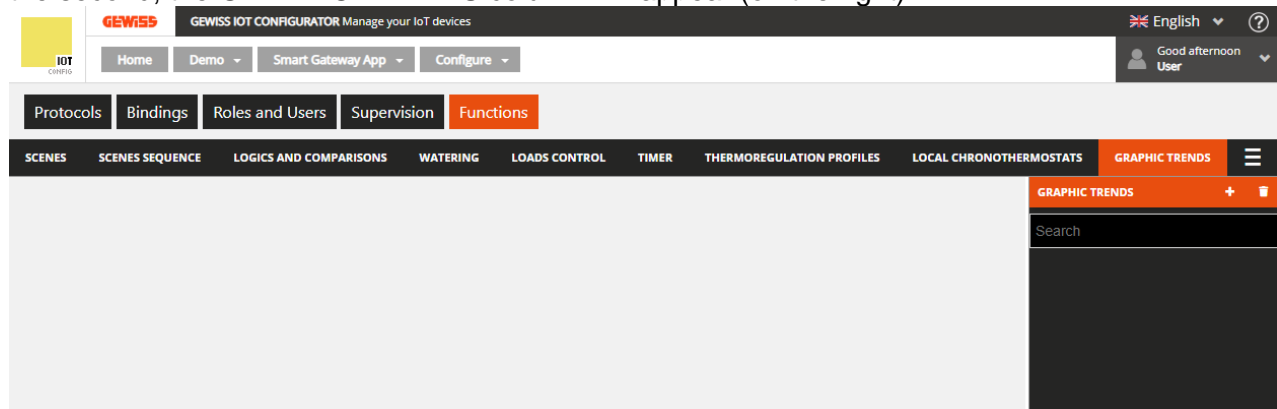 GEWISS GEWISS IOT CONFIGURATOR Manage your IoT devices English ?
IOT
CONFIG
Home Demo Smart Gateway App Configure Good afternoon
User
Protocols Bindings Roles and Users Supervision Functions
SCENES SCENES SEQUENCE LOGICS AND COMPARISONS WATERING LOADS CONTROL TIMER THERMOREGULATION PROFILES LOCAL CHRONOTHERMOSTATS GRAPHIC TRENDS
GRAPHIC TRENDS +
Search